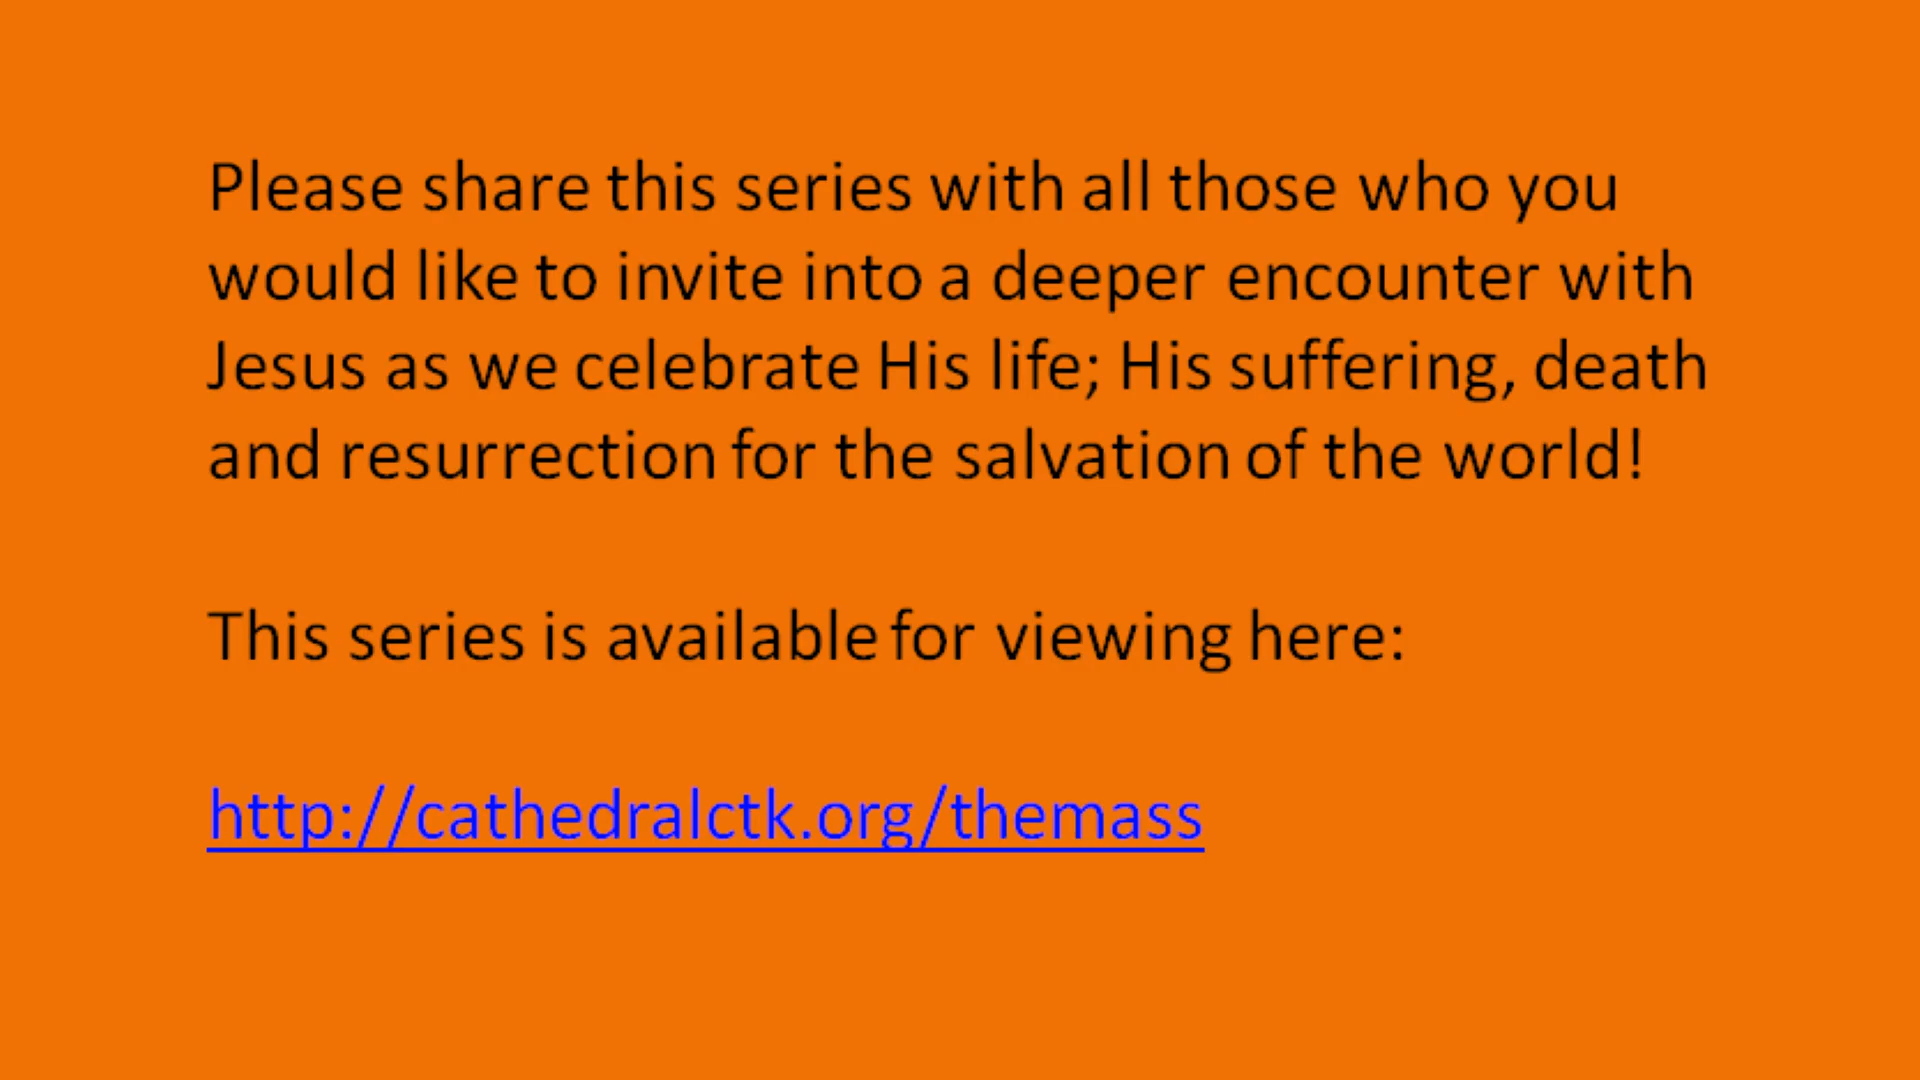 Please share this series with all those who you
would like to invite into a deeper encounter with
Jesus as we celebrate His life; His suffering, death
and resurrection for the salvation of the world!
This series is available for viewing here:
http://cathedralctk.org/themass